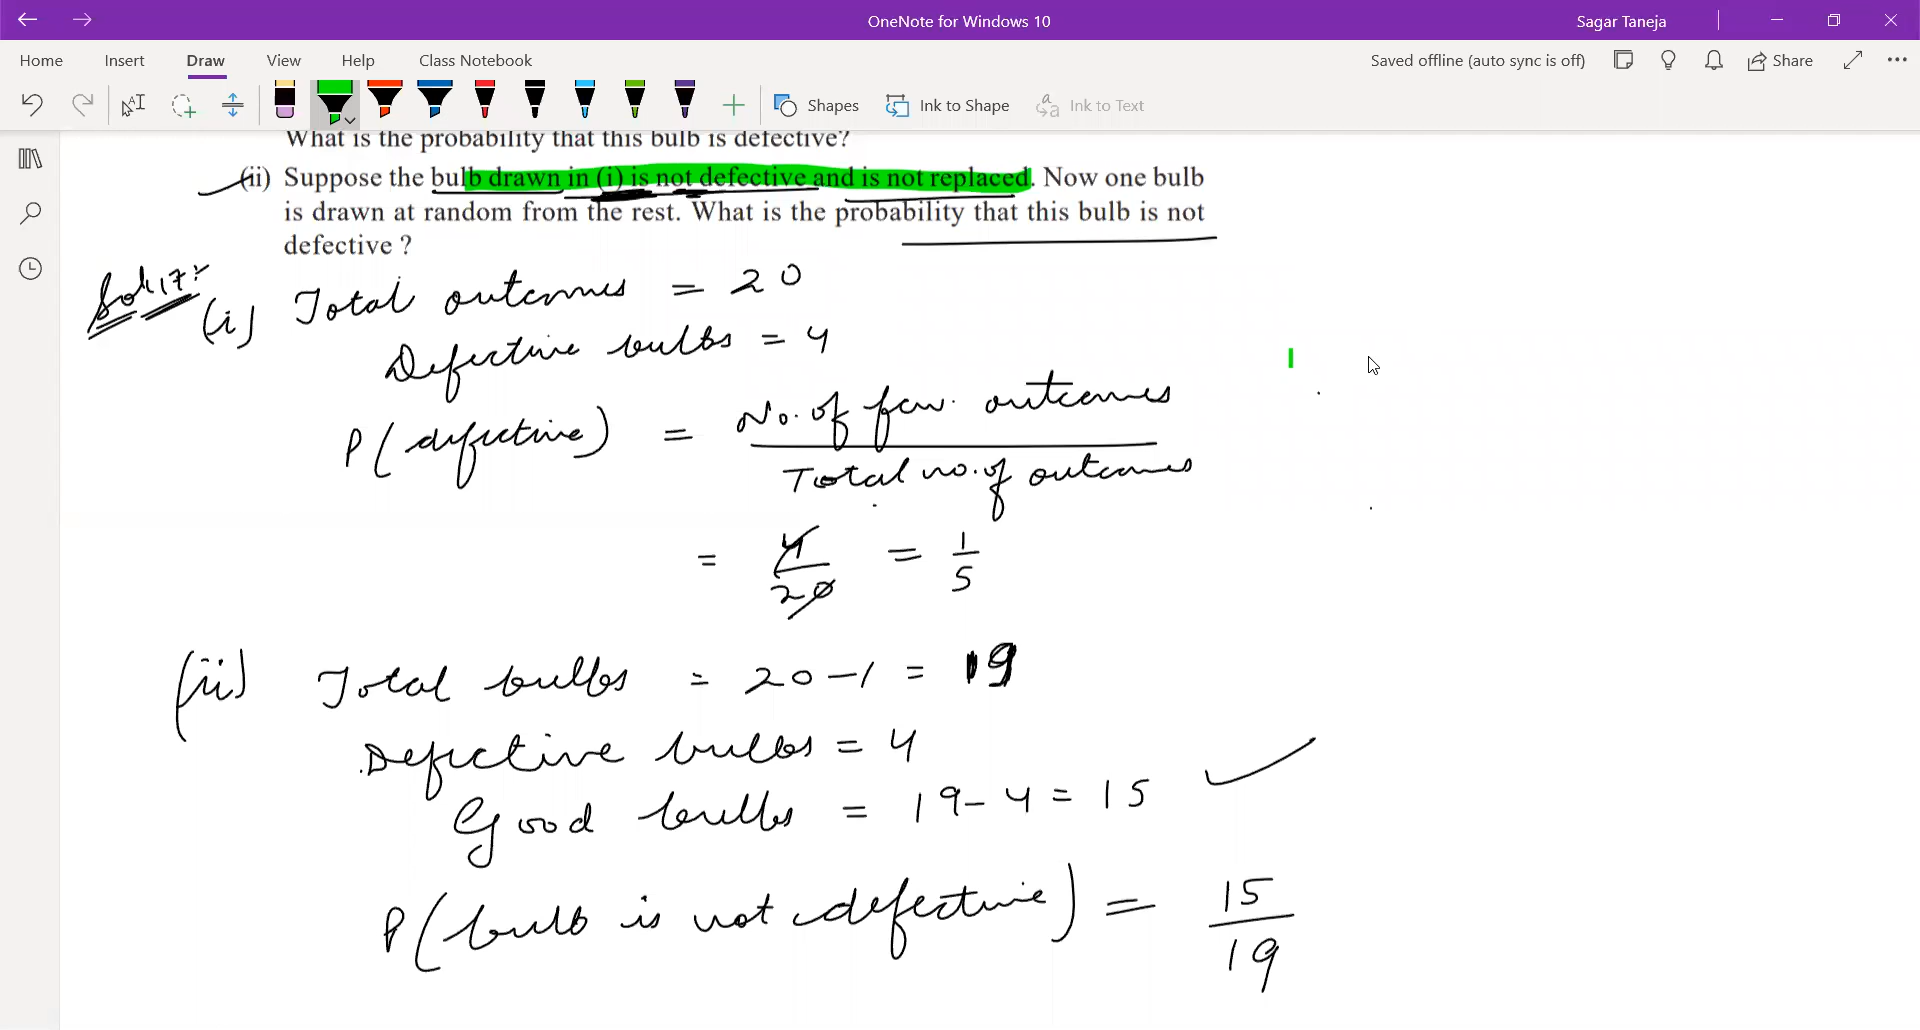 OneNote for Windows 10
Sagar Taneja
Home Insert Draw View Help Class Notebook
Saved offline (auto sync is off) Share
Shapes Ink to Shape Ink to Text
What is the probability that this bulb is defective?
(ii) Suppose the bulb drawn in (i) is not defective and is not replaced. Now one bulb
is drawn at random from the rest. What is the probability that this bulb is not
defective ?
Sol.17:
(i) Total outcomes = 20
Defective bulbs = 4
P(defective) = No. of fav. outcomes
Total no. of outcomes
= 4/20 = 1/5
(ii) Total bulbs = 20-1 = 19
Defective bulbs = 4
Good bulbs = 19-4 = 15
P(bulb is not defective) = 15/19